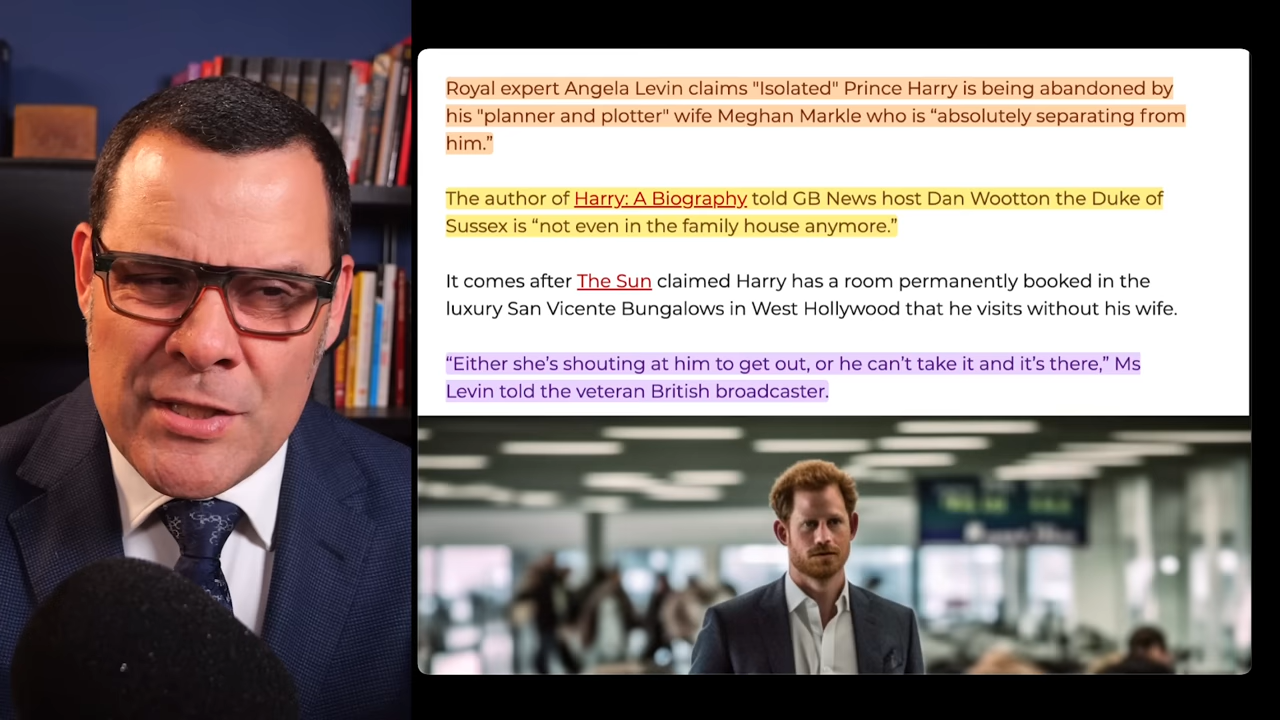 Royal expert Angela Levin claims "Isolated" Prince Harry is being abandoned by
his "planner and plotter" wife Meghan Markle who is “absolutely separating from
him.”
The author of Harry: A Biography told GB News host Dan Wootton the Duke of
Sussex is “not even in the family house anymore.”
It comes after The Sun claimed Harry has a room permanently booked in the
luxury San Vicente Bungalows in West Hollywood that he visits without his wife.
“Either she’s shouting at him to get out, or he can’t take it and it’s there,” Ms
Levin told the veteran British broadcaster.